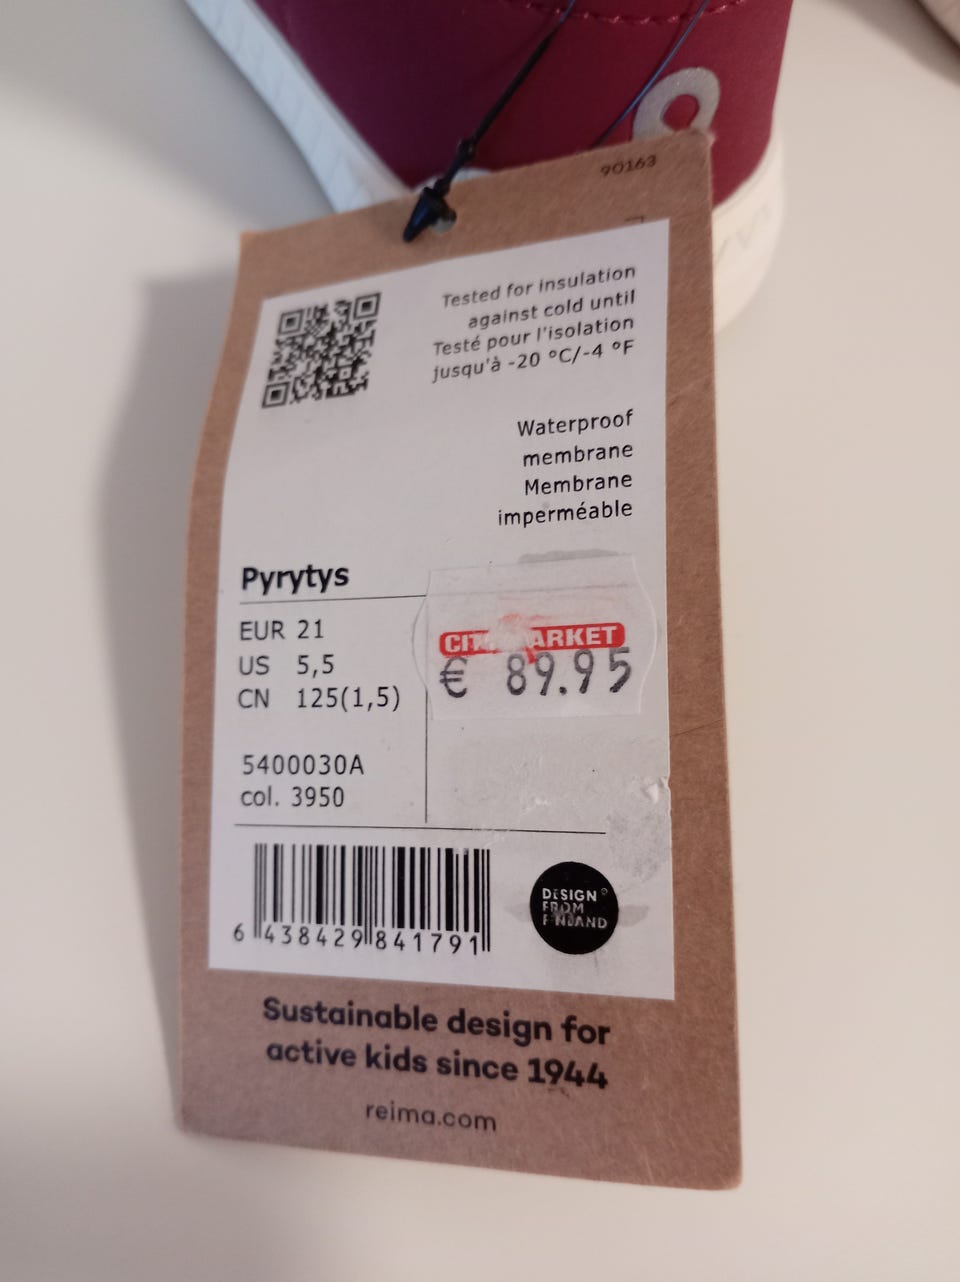 90163
Tested for insulation
against cold until
Testé pour l'isolation
jusqu'à -20 °C/-4 °F
Waterproof
membrane
Membrane
imperméable
Pyrytys
EUR 21
US 5,5
CN 125(1,5)
CITYMARKET
€ 89.95
5400030A
col. 3950
6 438429 841791
DESIGN
FROM
FINLAND
Sustainable design for
active kids since 1944
reima.com